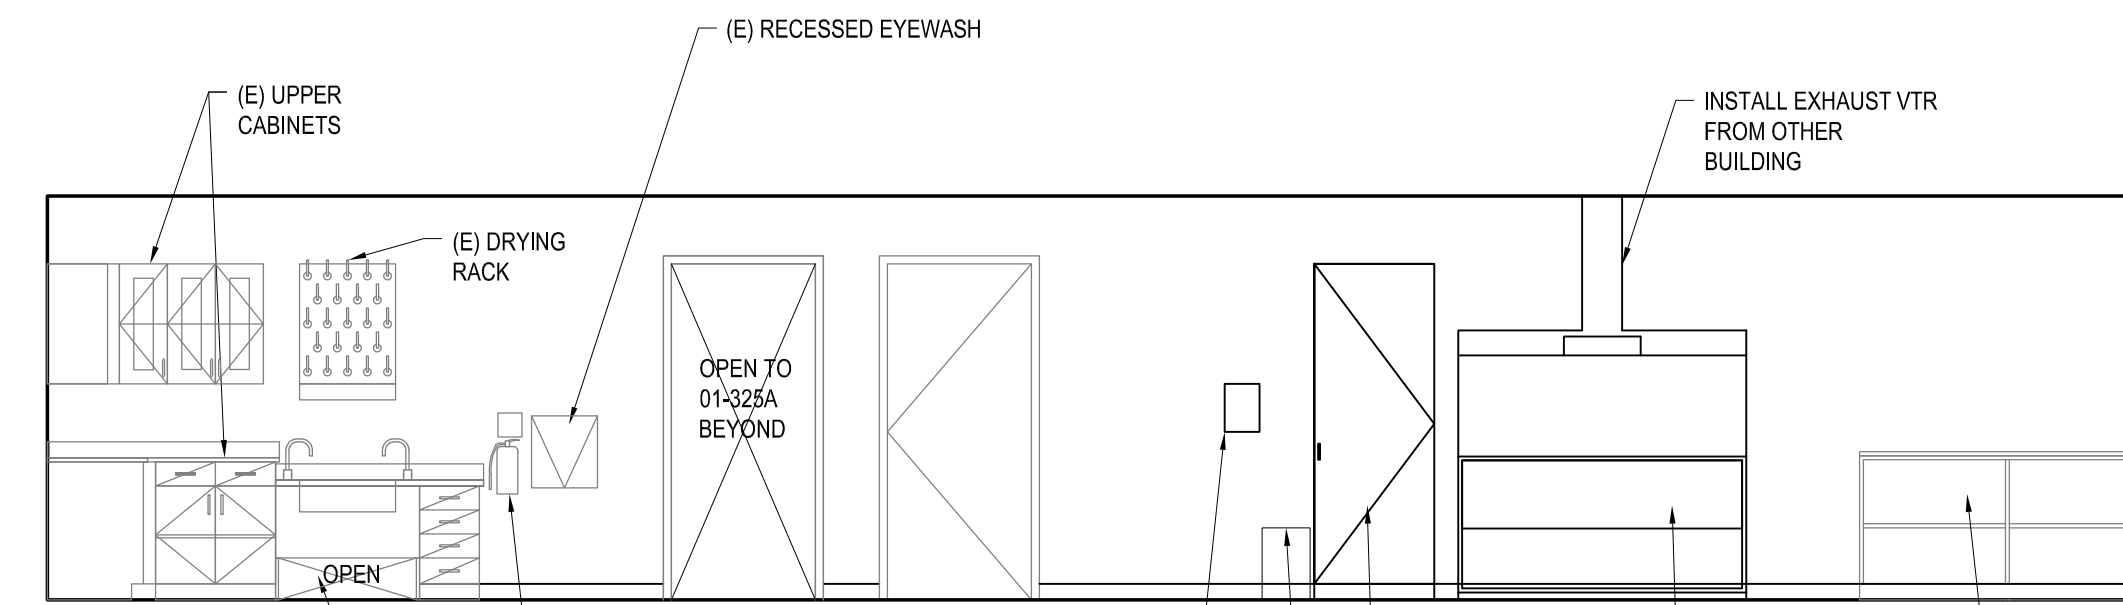 (E) RECESSED EYEWASH
(E) UPPER
CABINETS
INSTALL EXHAUST VTR
FROM OTHER
BUILDING
(E) DRYING
RACK
OPEN TO
01-325A
BEYOND
OPEN